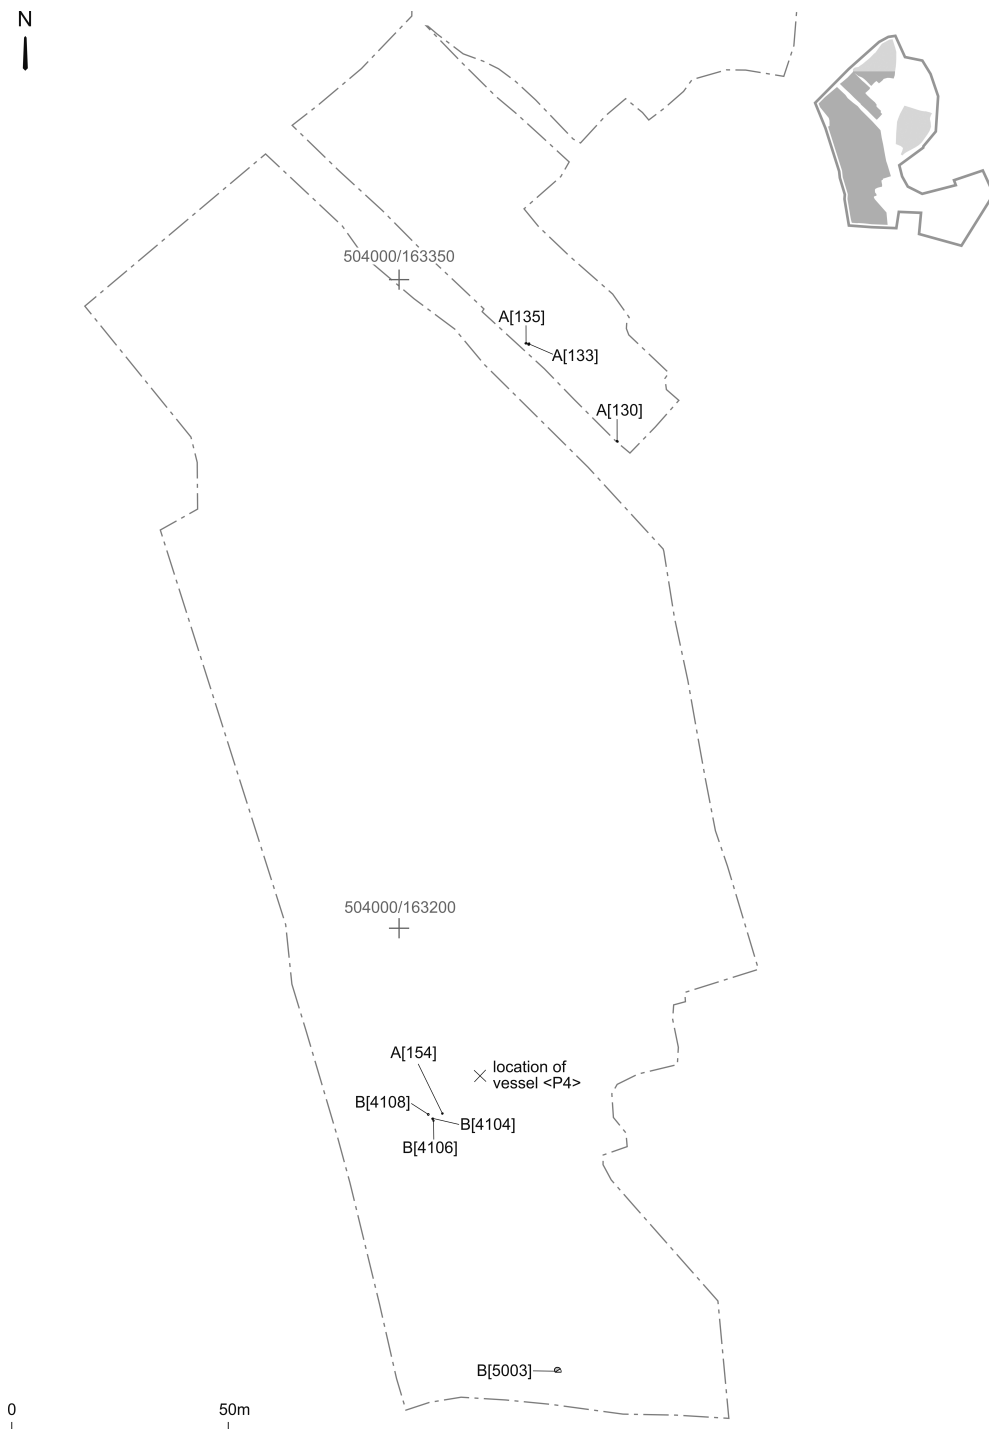 N
504000/163350
A[135]
A[133]
A[130]
504000/163200
A[154]
location of
vessel <P4>
B[4108]
B[4104]
B[4106]
B[5003]
0
50m